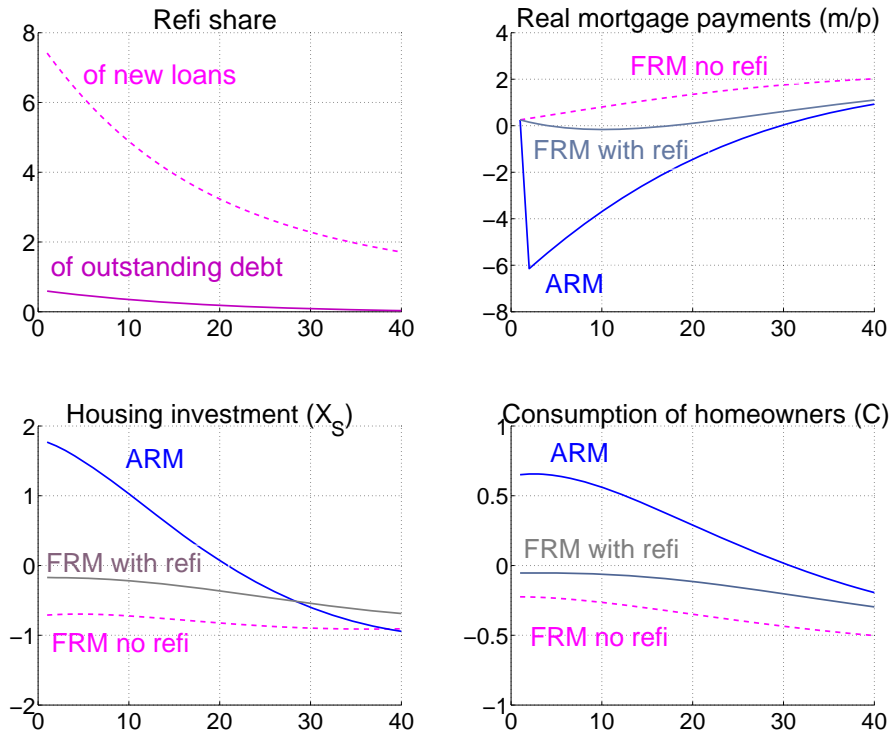 Refi share
8
6
4
2
0
of new loans
of outstanding debt
0 10 20 30 40
Real mortgage payments (m/p)
4
2
0
−2
−4
−6
−8
FRM no refi
FRM with refi
ARM
0 10 20 30 40
Housing investment (X_S)
2
1
0
−1
−2
ARM
FRM with refi
FRM no refi
0 10 20 30 40
Consumption of homeowners (C)
1
0.5
0
−0.5
−1
ARM
FRM with refi
FRM no refi
0 10 20 30 40